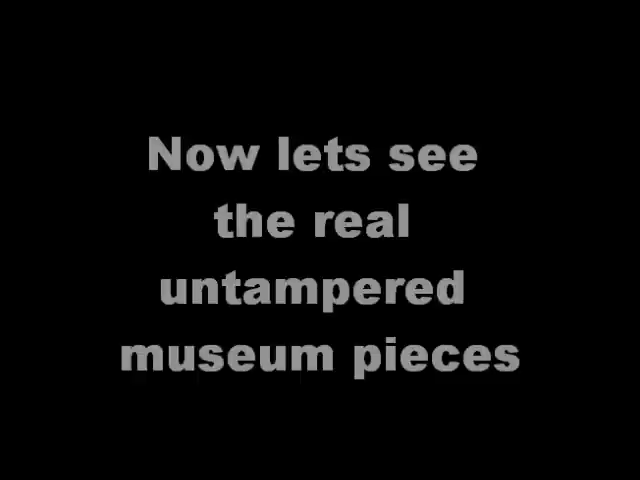 Now lets see
the real
untampered
museum pieces